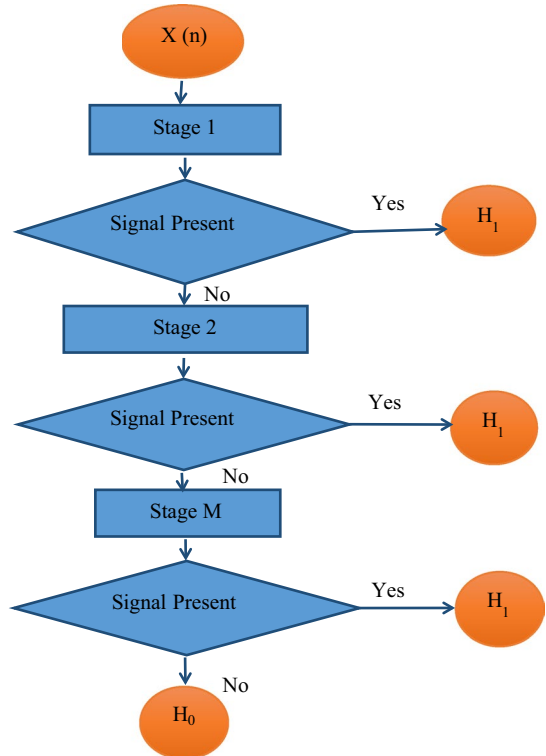 X (n)
Stage 1
Signal Present
Yes
H₁
No
Stage 2
Signal Present
Yes
H₁
No
Stage M
Signal Present
Yes
H₁
No
H₀